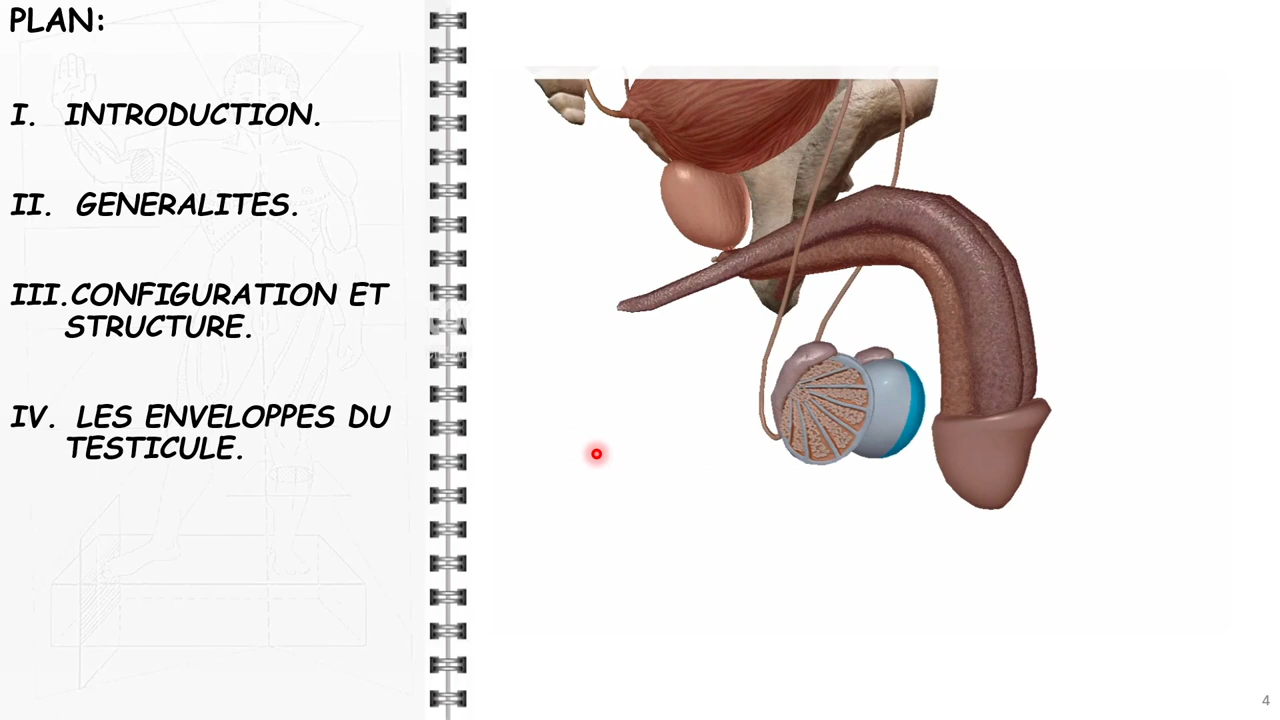 PLAN:
I. INTRODUCTION.
II. GENERALITES.
III.CONFIGURATION ET
STRUCTURE.
IV. LES ENVELOPPES DU
TESTICULE.
4